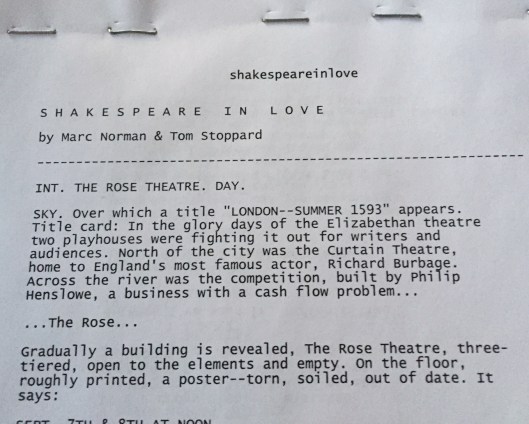 shakespeareinlove
S H A K E S P E A R E  I N  L O V E
by Marc Norman & Tom Stoppard
INT. THE ROSE THEATRE. DAY.
SKY. Over which a title "LONDON--SUMMER 1593" appears.
Title card: In the glory days of the Elizabethan theatre
two playhouses were fighting it out for writers and
audiences. North of the city was the Curtain Theatre,
home to England's most famous actor, Richard Burbage.
Across the river was the competition, built by Philip
Henslowe, a business with a cash flow problem...
...The Rose...
Gradually a building is revealed, The Rose Theatre, three-
tiered, open to the elements and empty. On the floor,
roughly printed, a poster--torn, soiled, out of date. It
says:
SEPT. 7TH & 8TH AT NOON